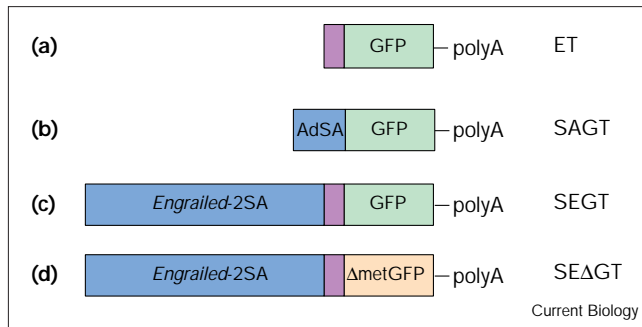 (a) GFP polyA ET
(b) AdSA GFP polyA SAGT
(c) Engrailed-2SA GFP polyA SEGT
(d) Engrailed-2SA ΔmetGFP polyA SEΔGT
Current Biology